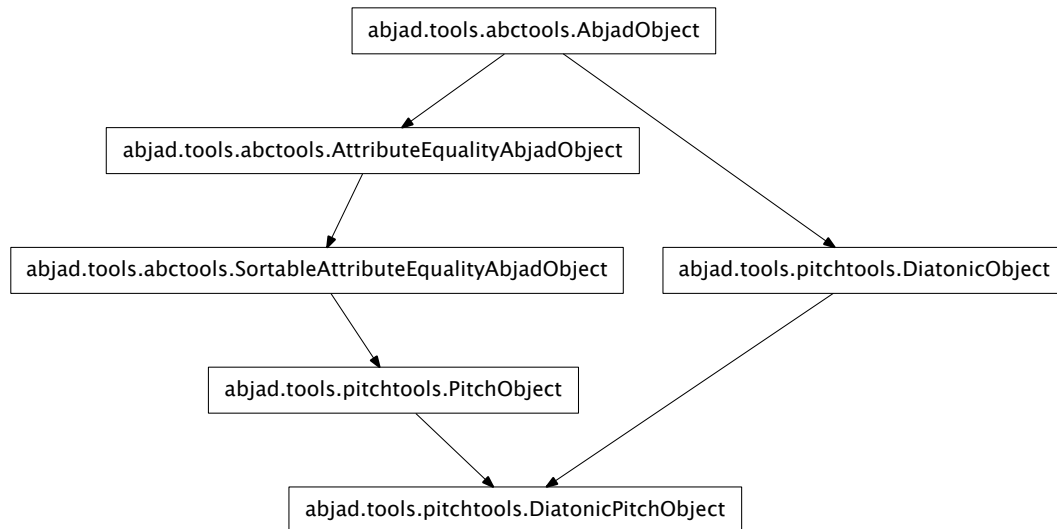 abjad.tools.abctools.AbjadObject
abjad.tools.abctools.AttributeEqualityAbjadObject
abjad.tools.abctools.SortableAttributeEqualityAbjadObject
abjad.tools.pitchtools.DiatonicObject
abjad.tools.pitchtools.PitchObject
abjad.tools.pitchtools.DiatonicPitchObject